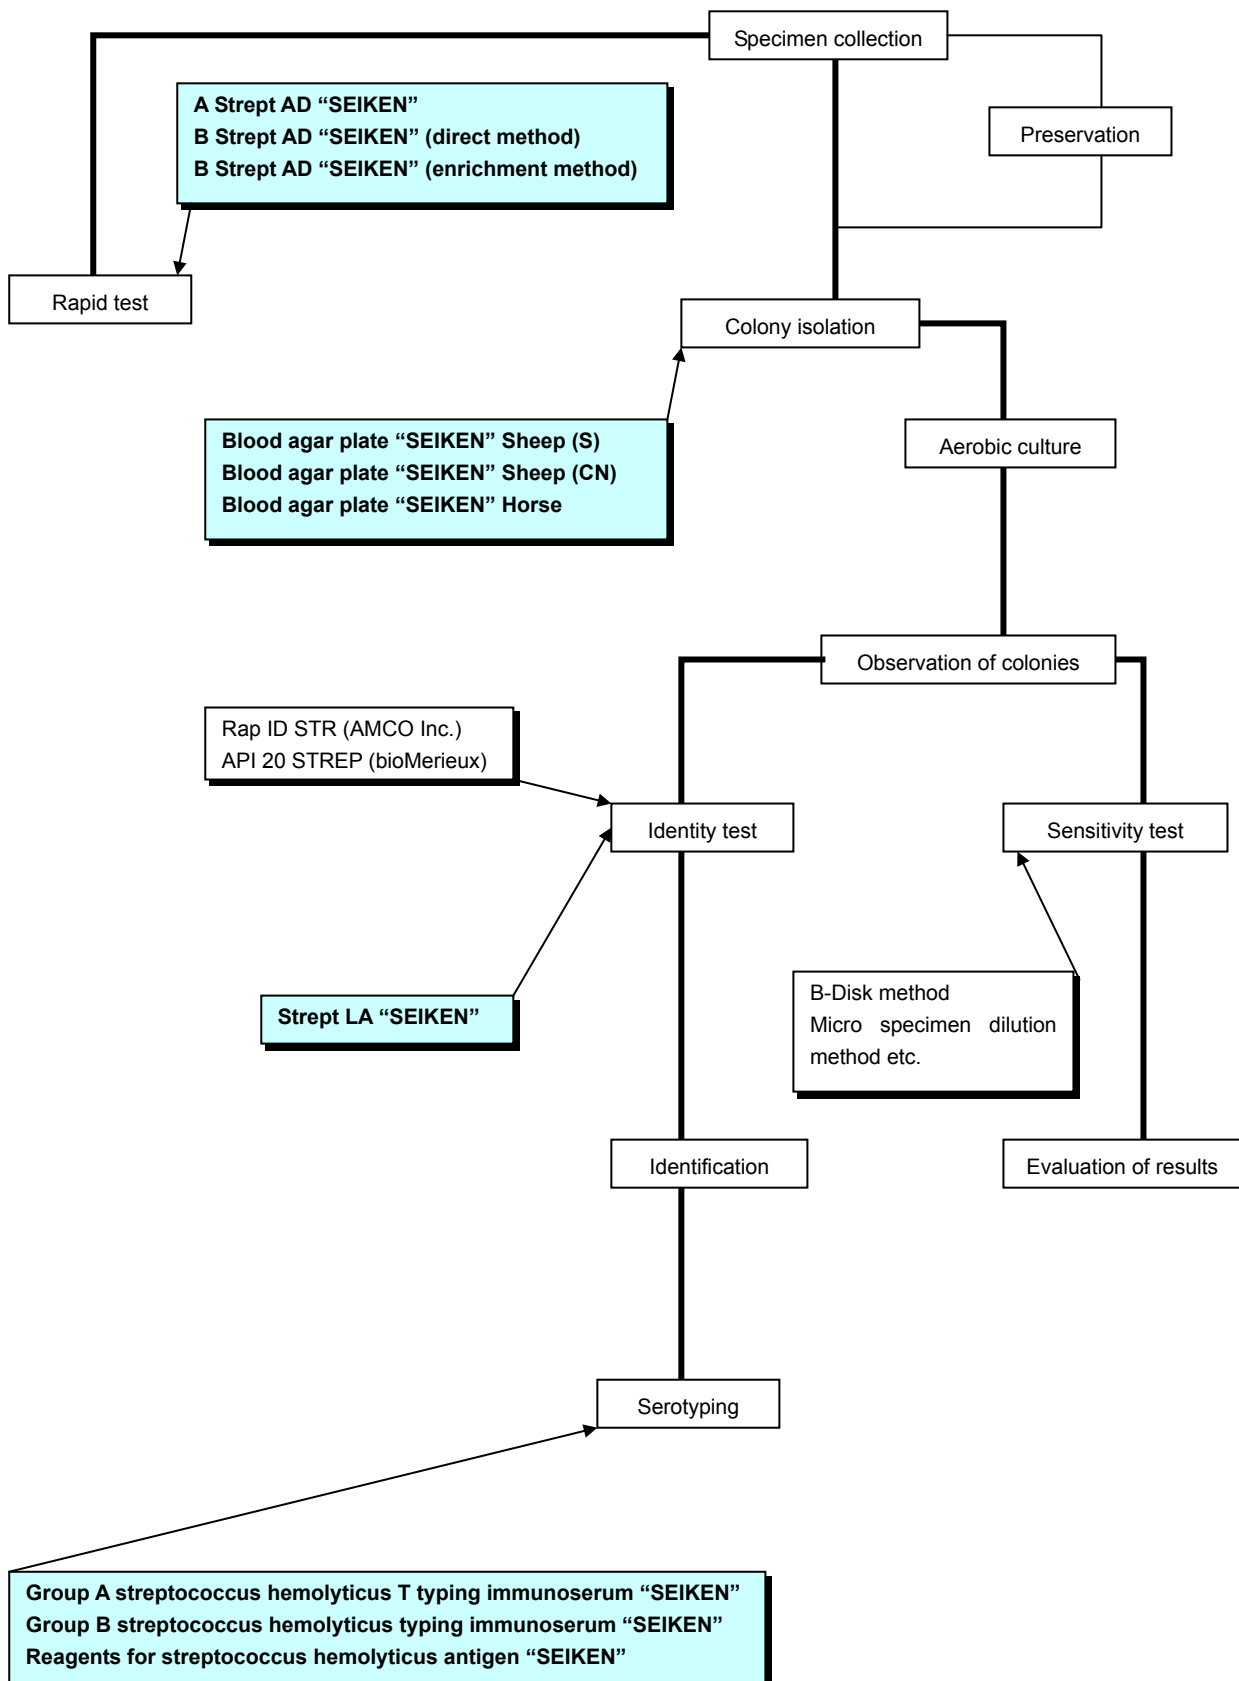 Specimen collection
A Strept AD “SEIKEN”
B Strept AD “SEIKEN” (direct method)
B Strept AD “SEIKEN” (enrichment method)
Preservation
Rapid test
Colony isolation
Blood agar plate “SEIKEN” Sheep (S)
Blood agar plate “SEIKEN” Sheep (CN)
Blood agar plate “SEIKEN” Horse
Aerobic culture
Observation of colonies
Rap ID STR (AMCO Inc.)
API 20 STREP (bioMerieux)
Identity test
Sensitivity test
Strept LA “SEIKEN”
B-Disk method
Micro specimen dilution
method etc.
Identification
Evaluation of results
Serotyping
Group A streptococcus hemolyticus T typing immunoserum “SEIKEN”
Group B streptococcus hemolyticus typing immunoserum “SEIKEN”
Reagents for streptococcus hemolyticus antigen “SEIKEN”